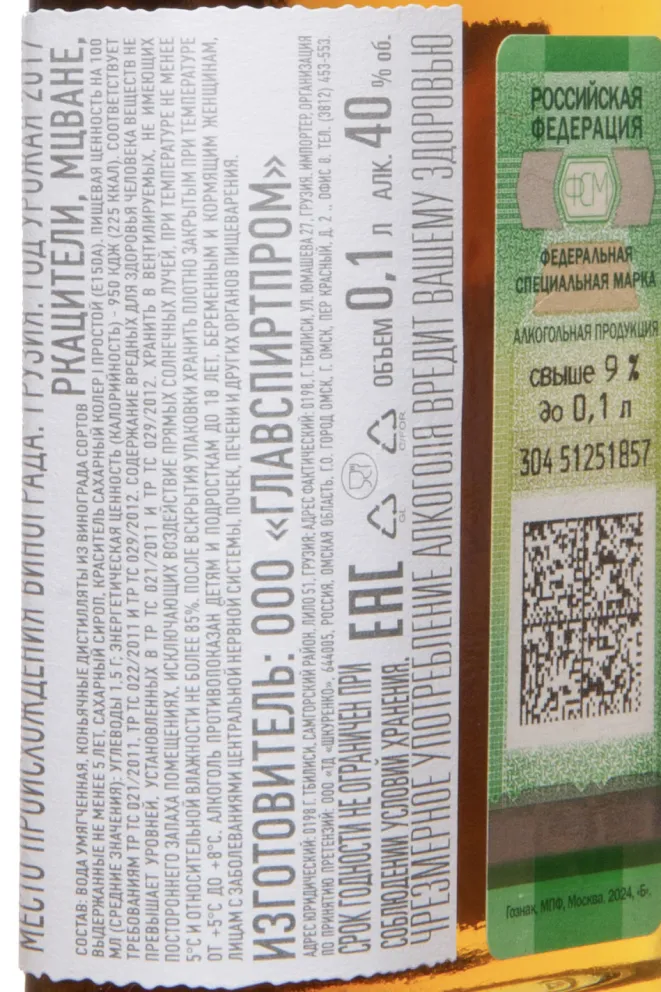 МЕСТО ПРОИСХОЖДЕНИЯ ВИНОГРАДА: ГРУЗИЯ. ГОД УРОЖАЯ 2017
РКАЦИТЕЛИ, МЦВАНЕ,
СОСТАВ: ВОДА УМЯГЧЕННАЯ, КОНЬЯЧНЫЕ ДИСТИЛЛЯТЫ ИЗ ВИНОГРАДА СОРТОВ
ВЫДЕРЖАННЫЕ НЕ МЕНЕЕ 5 ЛЕТ, САХАРНЫЙ СИРОП, КРАСИТЕЛЬ САХАРНЫЙ КОЛЕР I ПРОСТОЙ (Е150А). ПИЩЕВАЯ ЦЕННОСТЬ НА 100
МЛ (СРЕДНИЕ ЗНАЧЕНИЯ): УГЛЕВОДЫ 1,5 Г; ЭНЕРГЕТИЧЕСКАЯ ЦЕННОСТЬ (КАЛОРИЙНОСТЬ) - 950 КДЖ (225 ККАЛ). СООТВЕТСТВУЕТ
ТРЕБОВАНИЯМ ТР ТС 021/2011, ТР ТС 022/2011 И ТР ТС 029/2012. СОДЕРЖАНИЕ ВРЕДНЫХ ДЛЯ ЗДОРОВЬЯ ЧЕЛОВЕКА ВЕЩЕСТВ НЕ
ПРЕВЫШАЕТ УРОВНЕЙ, УСТАНОВЛЕННЫХ В ТР ТС 021/2011 И ТР ТС 029/2012. ХРАНИТЬ В ВЕНТИЛИРУЕМЫХ, НЕ ИМЕЮЩИХ
ПОСТОРОННЕГО ЗАПАХА ПОМЕЩЕНИЯХ, ИСКЛЮЧАЮЩИХ ВОЗДЕЙСТВИЕ ПРЯМЫХ СОЛНЕЧНЫХ ЛУЧЕЙ, ПРИ ТЕМПЕРАТУРЕ НЕ МЕНЕЕ
5°С И ОТНОСИТЕЛЬНОЙ ВЛАЖНОСТИ НЕ БОЛЕЕ 85%. ПОСЛЕ ВСКРЫТИЯ УПАКОВКИ ХРАНИТЬ ПЛОТНО ЗАКРЫТЫМ ПРИ ТЕМПЕРАТУРЕ
ОТ +5°С ДО +8°С. АЛКОГОЛЬ ПРОТИВОПОКАЗАН ДЕТЯМ И ПОДРОСТКАМ ДО 18 ЛЕТ, БЕРЕМЕННЫМ И КОРМЯЩИМ ЖЕНЩИНАМ,
ЛИЦАМ С ЗАБОЛЕВАНИЯМИ ЦЕНТРАЛЬНОЙ НЕРВНОЙ СИСТЕМЫ, ПОЧЕК, ПЕЧЕНИ И ДРУГИХ ОРГАНОВ ПИЩЕВАРЕНИЯ.
ИЗГОТОВИТЕЛЬ: ООО «ГЛАВСПИРТПРОМ»
АДРЕС ЮРИДИЧЕСКИЙ: 0198 Г. ТБИЛИСИ, САМГОРСКИЙ РАЙОН, ЛИЛО 51, ГРУЗИЯ; АДРЕС ФАКТИЧЕСКИЙ: 0198, Г. ТБИЛИСИ, УЛ. ЮМАШЕВА 27, ГРУЗИЯ. ИМПОРТЕР, ОРГАНИЗАЦИЯ
ПО ПРИНЯТИЮ ПРЕТЕНЗИЙ: ООО «ТД «ШКУРЕНКО», 644005, РОССИЯ, ОМСКАЯ ОБЛАСТЬ, Г.О. ГОРОД ОМСК, Г. ОМСК, ПЕР КРАСНЫЙ, Д. 2 ., ОФИС 8. ТЕЛ. (3812) 453-553.
СРОК ГОДНОСТИ НЕ ОГРАНИЧЕН ПРИ
СОБЛЮДЕНИИ УСЛОВИЙ ХРАНЕНИЯ.
EAC
GL
C/FOR
ОБЪЕМ 0,1 Л АЛК. 40 % об.
ЧРЕЗМЕРНОЕ УПОТРЕБЛЕНИЕ АЛКОГОЛЯ ВРЕДИТ ВАШЕМУ ЗДОРОВЬЮ
РОССИЙСКАЯ
ФЕДЕРАЦИЯ
ФСМ
ФЕДЕРАЛЬНАЯ
СПЕЦИАЛЬНАЯ МАРКА
АЛКОГОЛЬНАЯ ПРОДУКЦИЯ
свыше 9 %
до 0,1 л
304 51251857
Гознак, МПФ, Москва. 2024, «Б».